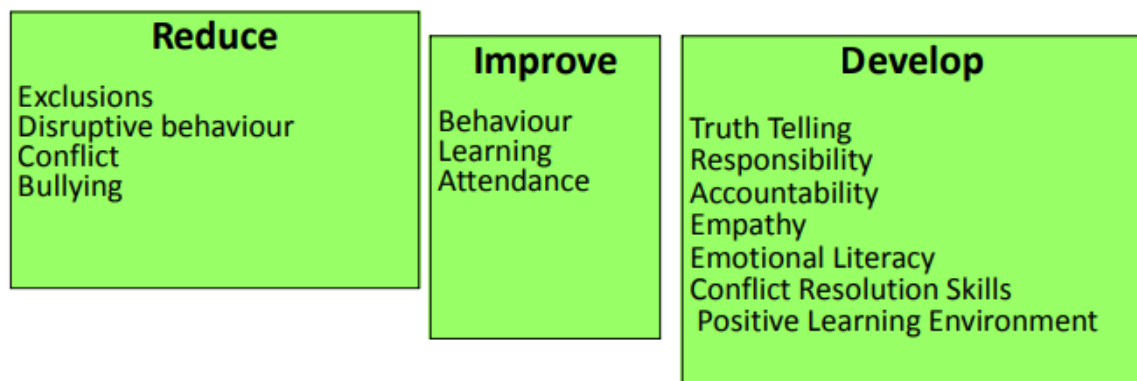 Reduce
Exclusions
Disruptive behaviour
Conflict
Bullying
Improve
Behaviour
Learning
Attendance
Develop
Truth Telling
Responsibility
Accountability
Empathy
Emotional Literacy
Conflict Resolution Skills
Positive Learning Environment